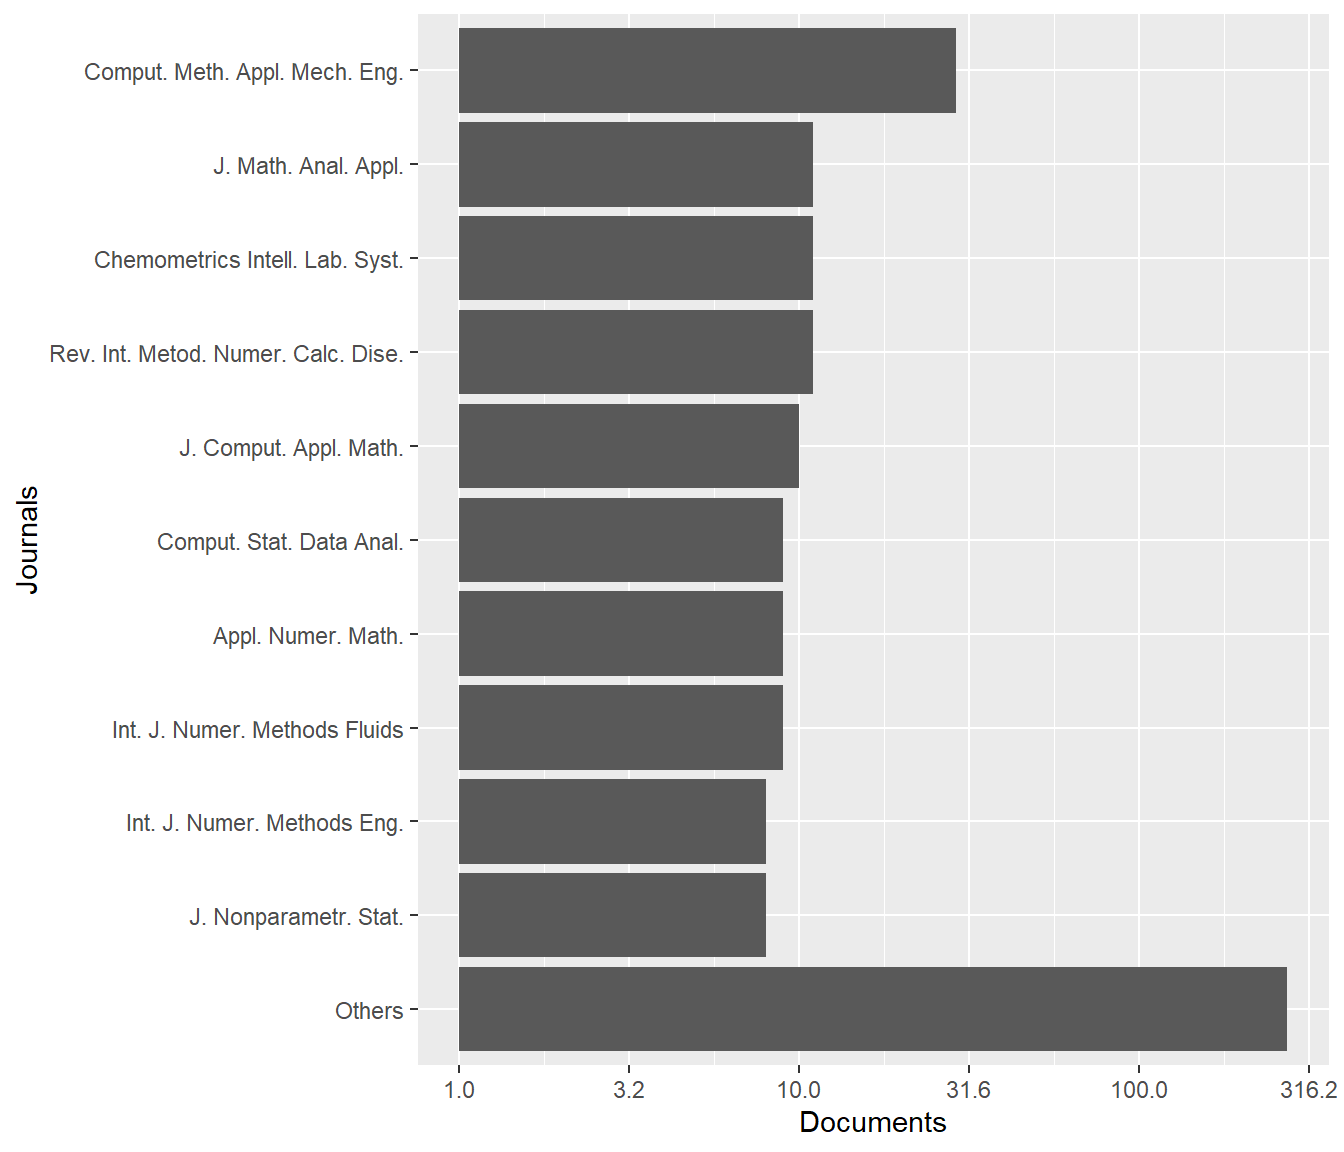 Comput. Meth. Appl. Mech. Eng.
J. Math. Anal. Appl.
Chemometrics Intell. Lab. Syst.
Rev. Int. Metod. Numer. Calc. Dise.
J. Comput. Appl. Math.
Comput. Stat. Data Anal.
Appl. Numer. Math.
Int. J. Numer. Methods Fluids
Int. J. Numer. Methods Eng.
J. Nonparametr. Stat.
Others
Journals
1.0 3.2 10.0 31.6 100.0 316.2
Documents